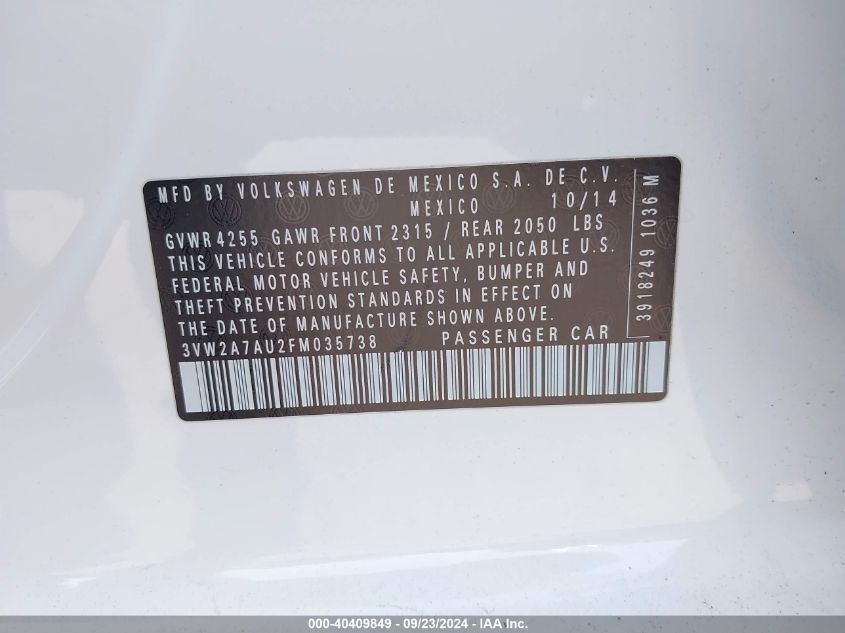 MFD BY VOLKSWAGEN DE MEXICO S.A. DE C.V.
MEXICO 10/14
GVWR 4255 GAWR FRONT 2315 / REAR 2050 LBS
THIS VEHICLE CONFORMS TO ALL APPLICABLE U.S.
FEDERAL MOTOR VEHICLE SAFETY, BUMPER AND
THEFT PREVENTION STANDARDS IN EFFECT ON
THE DATE OF MANUFACTURE SHOWN ABOVE.
3VW2A7AU2FM035738 PASSENGER CAR
3918249 1036 M
000-40409849 - 09/23/2024 - IAA Inc.